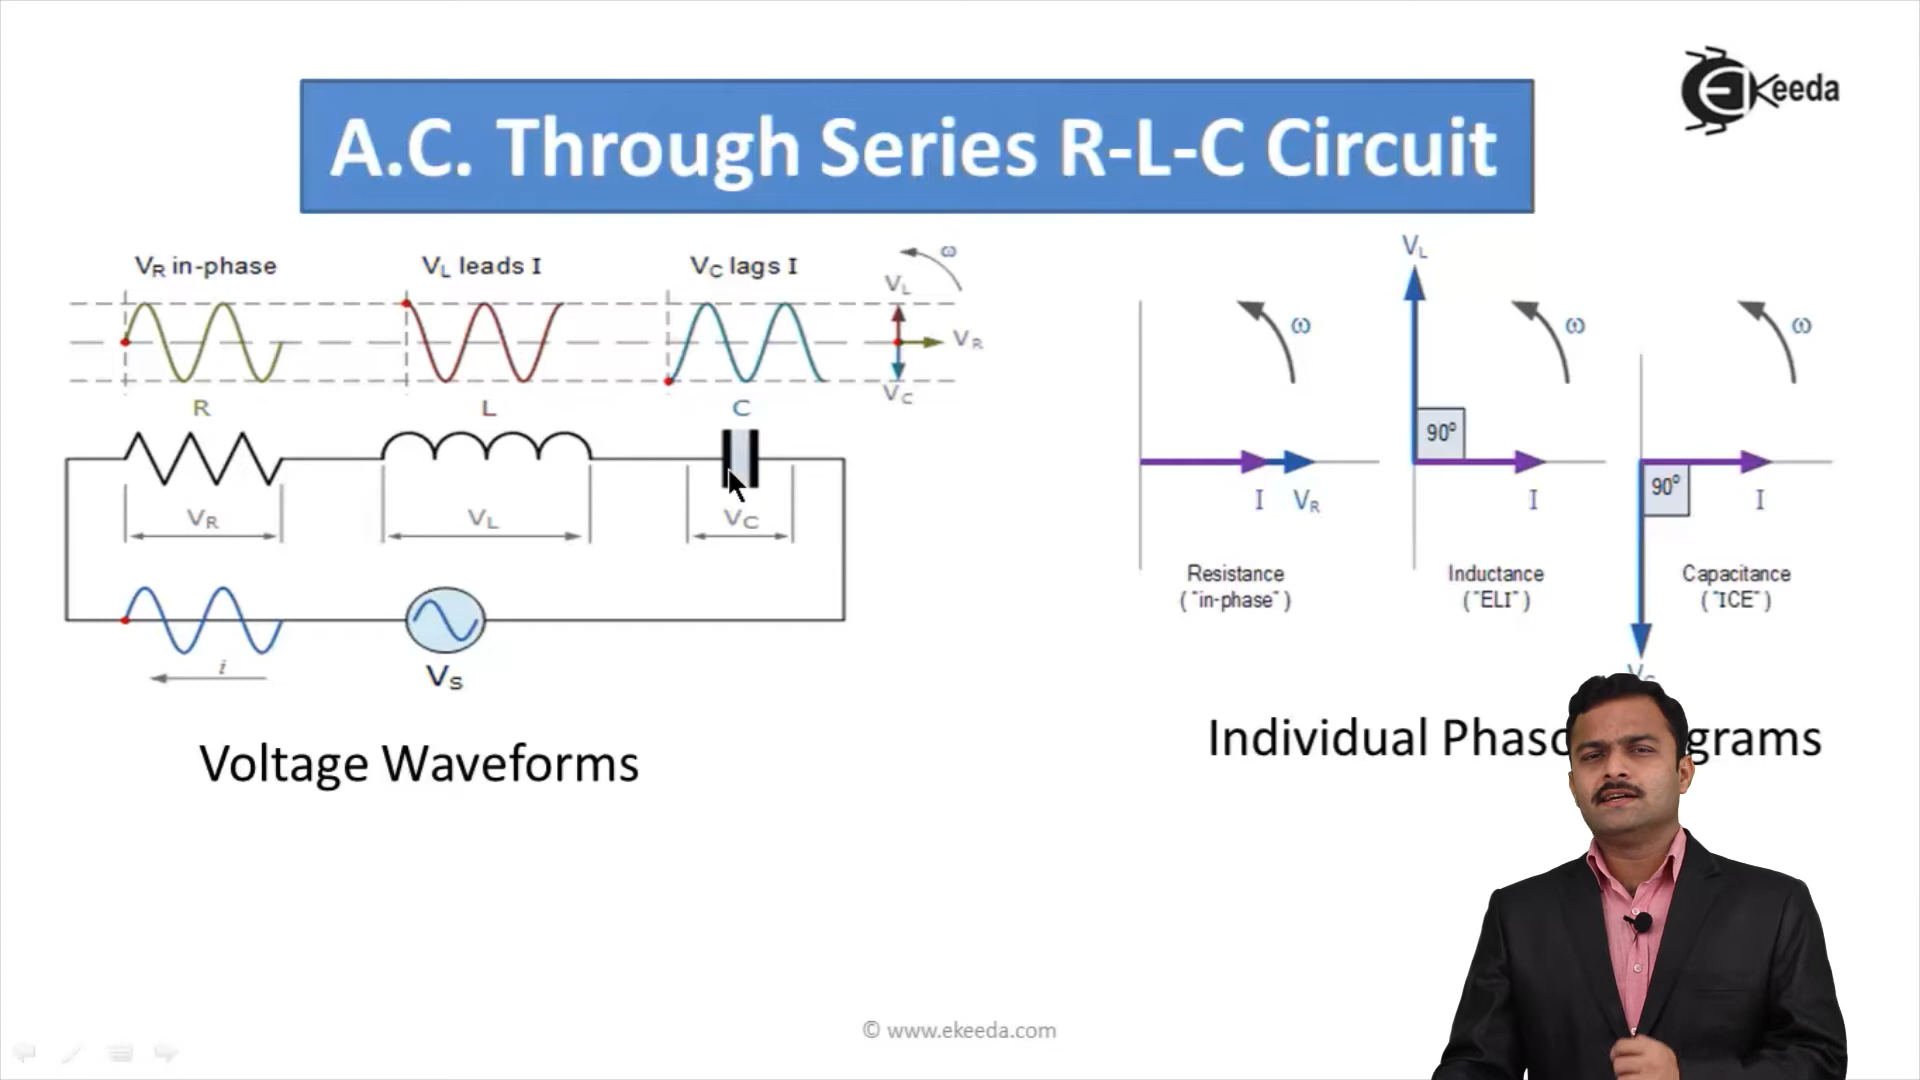 Ekeeda
A.C. Through Series R-L-C Circuit
VR in-phase
VL leads I
VC lags I
ω
VL
VR
VC
R
L
C
VR
VL
VC
i
VS
Voltage Waveforms
VL
ω
ω
ω
90°
90°
I
VR
I
I
Resistance
("in-phase")
Inductance
("ELI")
Capacitance
("ICE")
Individual
grams
© www.ekeeda.com